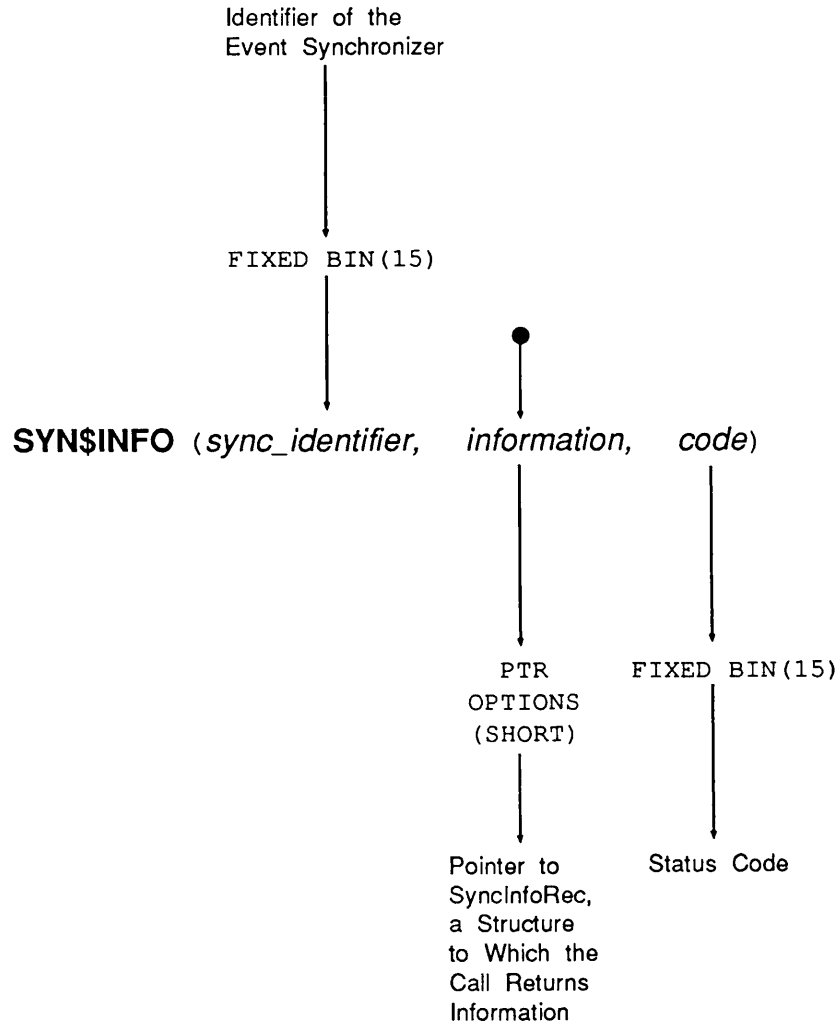 Identifier of the
Event Synchronizer
FIXED BIN(15)
SYN$INFO (sync_identifier, information, code)
PTR
OPTIONS
(SHORT)
FIXED BIN(15)
Pointer to
SyncInfoRec,
a Structure
to Which the
Call Returns
Information
Status Code